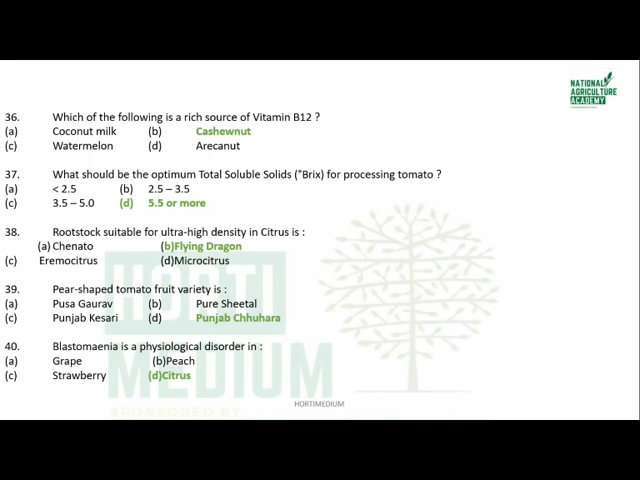 NATIONAL
AGRICULTURE
ACADEMY
36. Which of the following is a rich source of Vitamin B12 ?
(a) Coconut milk (b) Cashewnut
(c) Watermelon (d) Arecanut
37. What should be the optimum Total Soluble Solids (°Brix) for processing tomato ?
(a) < 2.5 (b) 2.5 – 3.5
(c) 3.5 – 5.0 (d) 5.5 or more
38. Rootstock suitable for ultra-high density in Citrus is :
(a) Chenato (b)Flying Dragon
(c) Eremocitrus (d)Microcitrus
39. Pear-shaped tomato fruit variety is :
(a) Pusa Gaurav (b) Pure Sheetal
(c) Punjab Kesari (d) Punjab Chhuhara
40. Blastomaenia is a physiological disorder in :
(a) Grape (b)Peach
(c) Strawberry (d)Citrus
HORTI
MEDIUM
SPONSORED BY:
HORTIMEDIUM